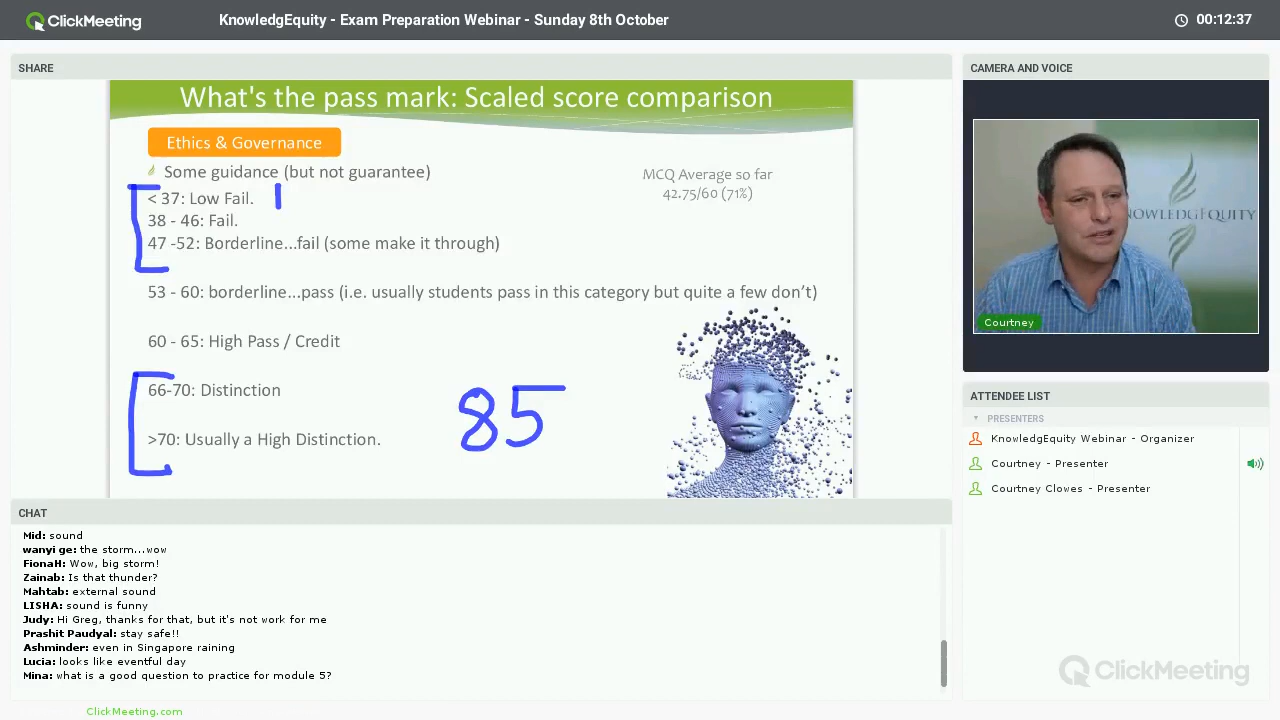 ClickMeeting
KnowledgEquity - Exam Preparation Webinar - Sunday 8th October
00:12:37
SHARE
What's the pass mark: Scaled score comparison
Ethics & Governance
Some guidance (but not guarantee)
MCQ Average so far
42.75/60 (71%)
< 37: Low Fail.
38 - 46: Fail.
47 -52: Borderline...fail (some make it through)
53 - 60: borderline...pass (i.e. usually students pass in this category but quite a few don’t)
60 - 65: High Pass / Credit
66-70: Distinction
>70: Usually a High Distinction.
85
CAMERA AND VOICE
NOWLEDGEQUITY
Courtney
ATTENDEE LIST
PRESENTERS
KnowledgEquity Webinar - Organizer
Courtney - Presenter
Courtney Clowes - Presenter
CHAT
Mid: sound
wanyi ge: the storm...wow
FionaH: Wow, big storm!
Zainab: Is that thunder?
Mahtab: external sound
LISHA: sound is funny
Judy: Hi Greg, thanks for that, but it's not work for me
Prashit Paudyal: stay safe!!
Ashminder: even in Singapore raining
Lucia: looks like eventful day
Mina: what is a good question to practice for module 5?
ClickMeeting
ClickMeeting.com